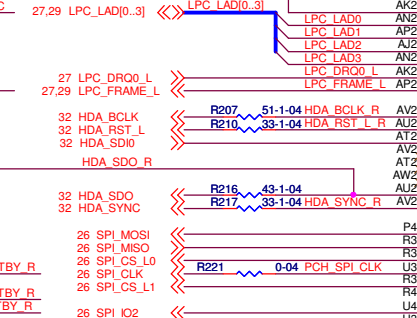 AK2
27,29 LPC_LAD[0..3] LPC_LAD[0..3]
LPC_LAD0 AN2
LPC_LAD1 AP2
LPC_LAD2 AJ2
LPC_LAD3 AN2
27 LPC_DRQ0_L LPC_DRQ0_L AK2
27,29 LPC_FRAME_L LPC_FRAME_L AP2
32 HDA_BCLK R207 51-1-04 HDA_BCLK_R AV2
32 HDA_RST_L R210 33-1-04 HDA_RST_L_R AU2
32 HDA_SDI0 AT2
AV2
HDA_SDO_R AT2
AW2
32 HDA_SDO R216 43-1-04 AU2
32 HDA_SYNC R217 33-1-04 HDA_SYNC_R AV2
26 SPI_MOSI P4
26 SPI_MISO R3
26 SPI_CS_L0 R3
TBY_R 26 SPI_CLK R221 0-04 PCH_SPI_CLK U3
26 SPI_CS_L1 R3
TBY_R R4
BY_R 26 SPI_IO2 U4